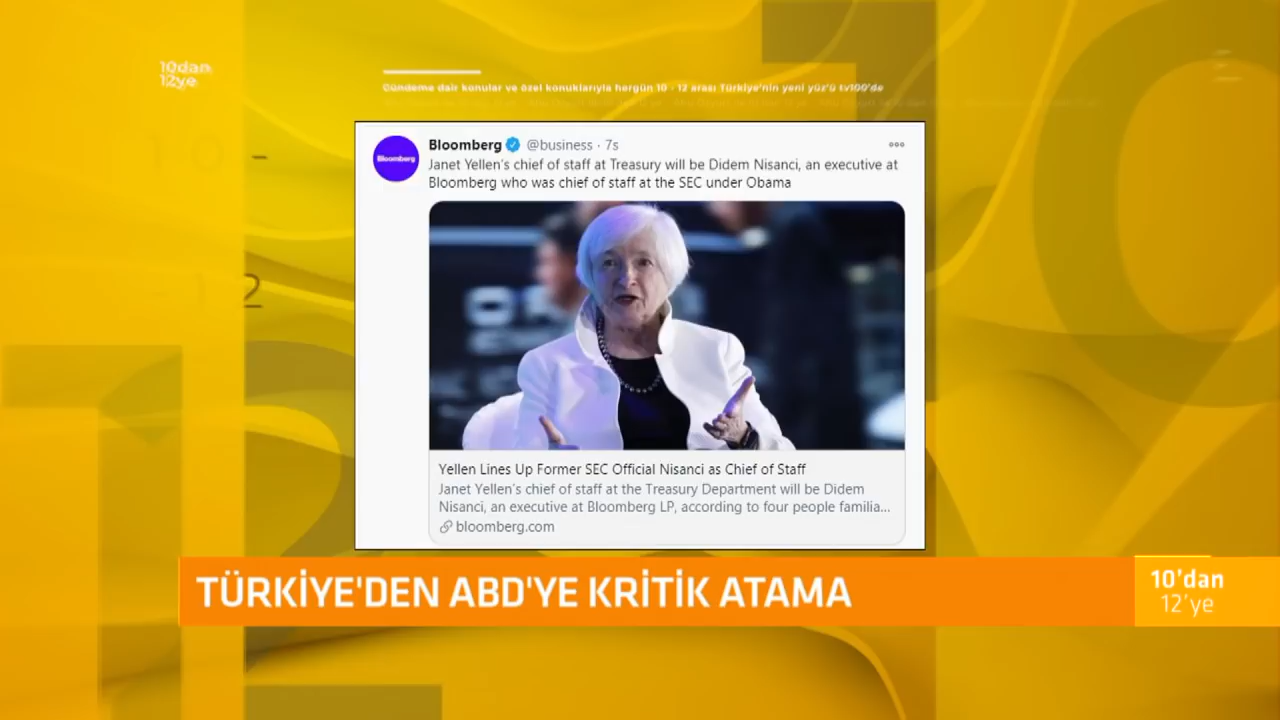 10dan
12ye
Gündeme dair konular ve özel konuklarıyla hergün 10 - 12 arası Türkiye'nin yeni yüz'ü tv100'de
Bloomberg @business · 7s
Bloomberg
Janet Yellen's chief of staff at Treasury will be Didem Nisanci, an executive at
Bloomberg who was chief of staff at the SEC under Obama
Yellen Lines Up Former SEC Official Nisanci as Chief of Staff
Janet Yellen's chief of staff at the Treasury Department will be Didem
Nisanci, an executive at Bloomberg LP, according to four people familia...
bloomberg.com
TÜRKİYE'DEN ABD'YE KRİTİK ATAMA
10'dan
12'ye